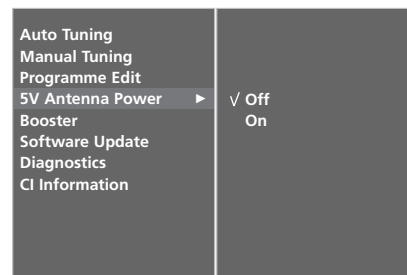 Auto Tuning
Manual Tuning
Programme Edit
5V Antenna Power ► √ Off
Booster On
Software Update
Diagnostics
CI Information